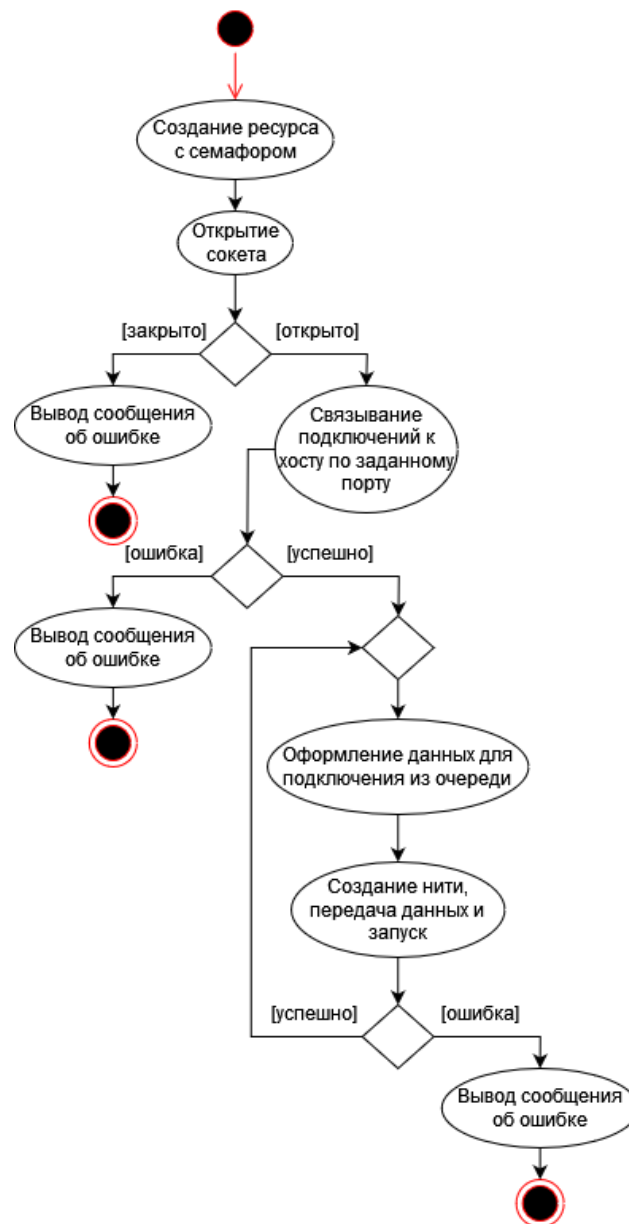 Создание ресурса
с семафором
Открытие
сокета
[закрыто]
[открыто]
Вывод сообщения
об ошибке
Связывание
подключений к
хосту по заданному
порту
[ошибка]
[успешно]
Вывод сообщения
об ошибке
Оформление данных для
подключения из очереди
Создание нити,
передача данных и
запуск
[успешно]
[ошибка]
Вывод сообщения
об ошибке